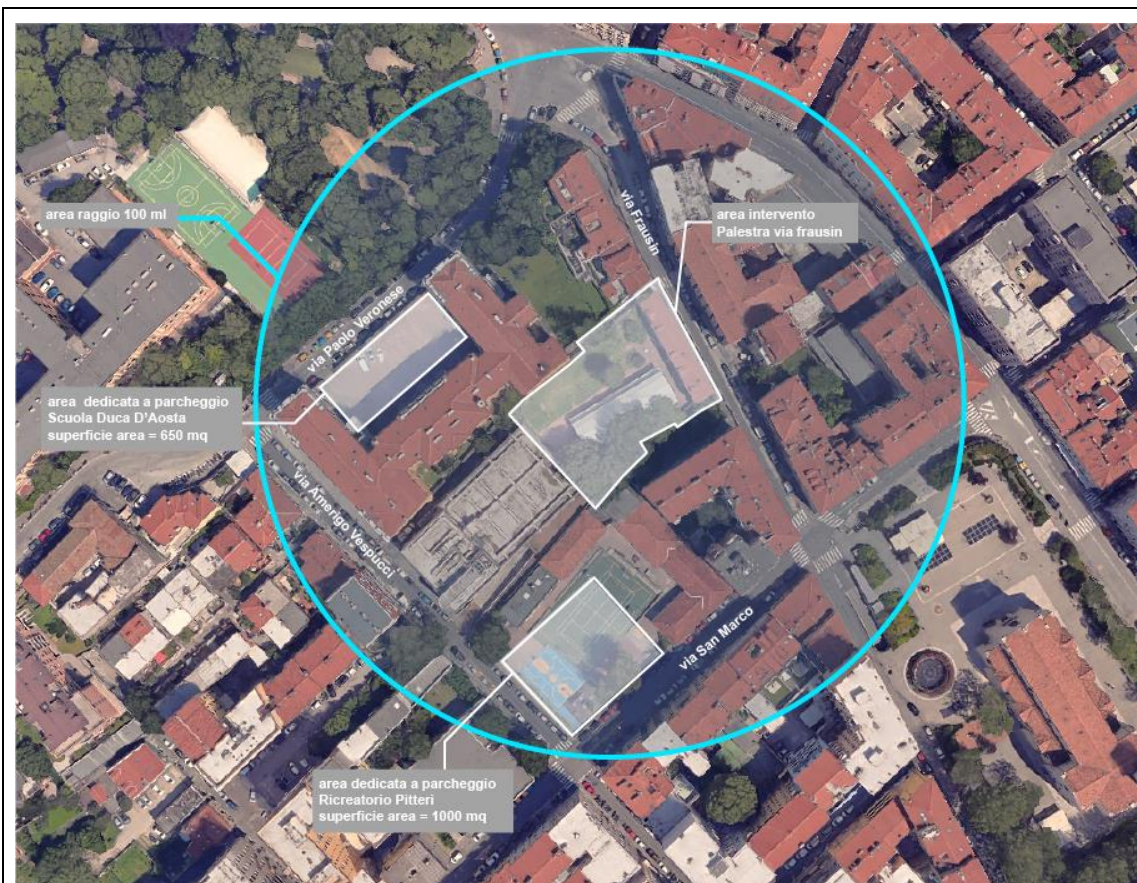 area raggio 100 ml
via Frausin
area intervento
Palestra via frausin
via Paolo Veronese
area  dedicata a parcheggio
Scuola Duca D'Aosta
superficie area = 650 mq
via Amerigo Vespucci
via San Marco
area dedicata a parcheggio
Ricreatorio Pitteri
superficie area = 1000 mq